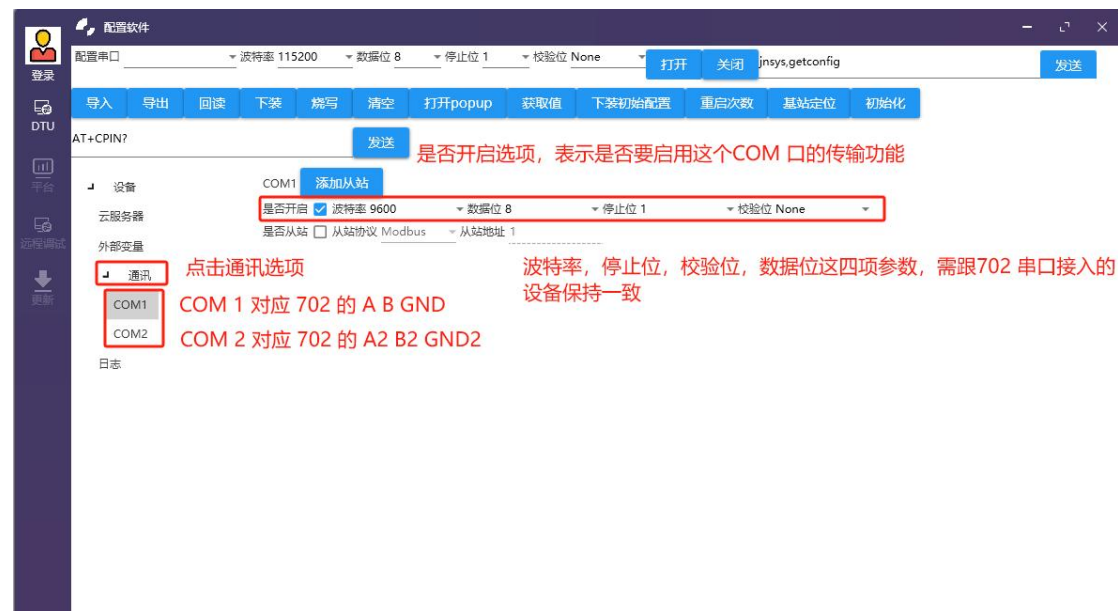 配置软件
登录
配置串口 波特率 115200 数据位 8 停止位 1 校验位 None 打开 关闭 jnsys,getconfig 发送
DTU
导入 导出 回读 下装 烧写 清空 打开popup 获取值 下装初始配置 重启次数 基站定位 初始化
AT+CPIN? 发送
是否开启选项，表示是否要启用这个COM 口的传输功能
平台
设备
COM1 添加从站
云服务器
是否开启 波特率 9600 数据位 8 停止位 1 校验位 None
远程调试
外部变量
是否从站 从站协议 Modbus 从站地址 1
通讯
点击通讯选项
波特率，停止位，校验位，数据位这四项参数，需跟702 串口接入的
设备保持一致
更新
COM1
COM 1 对应 702 的 A B GND
COM2
COM 2 对应 702 的 A2 B2 GND2
日志